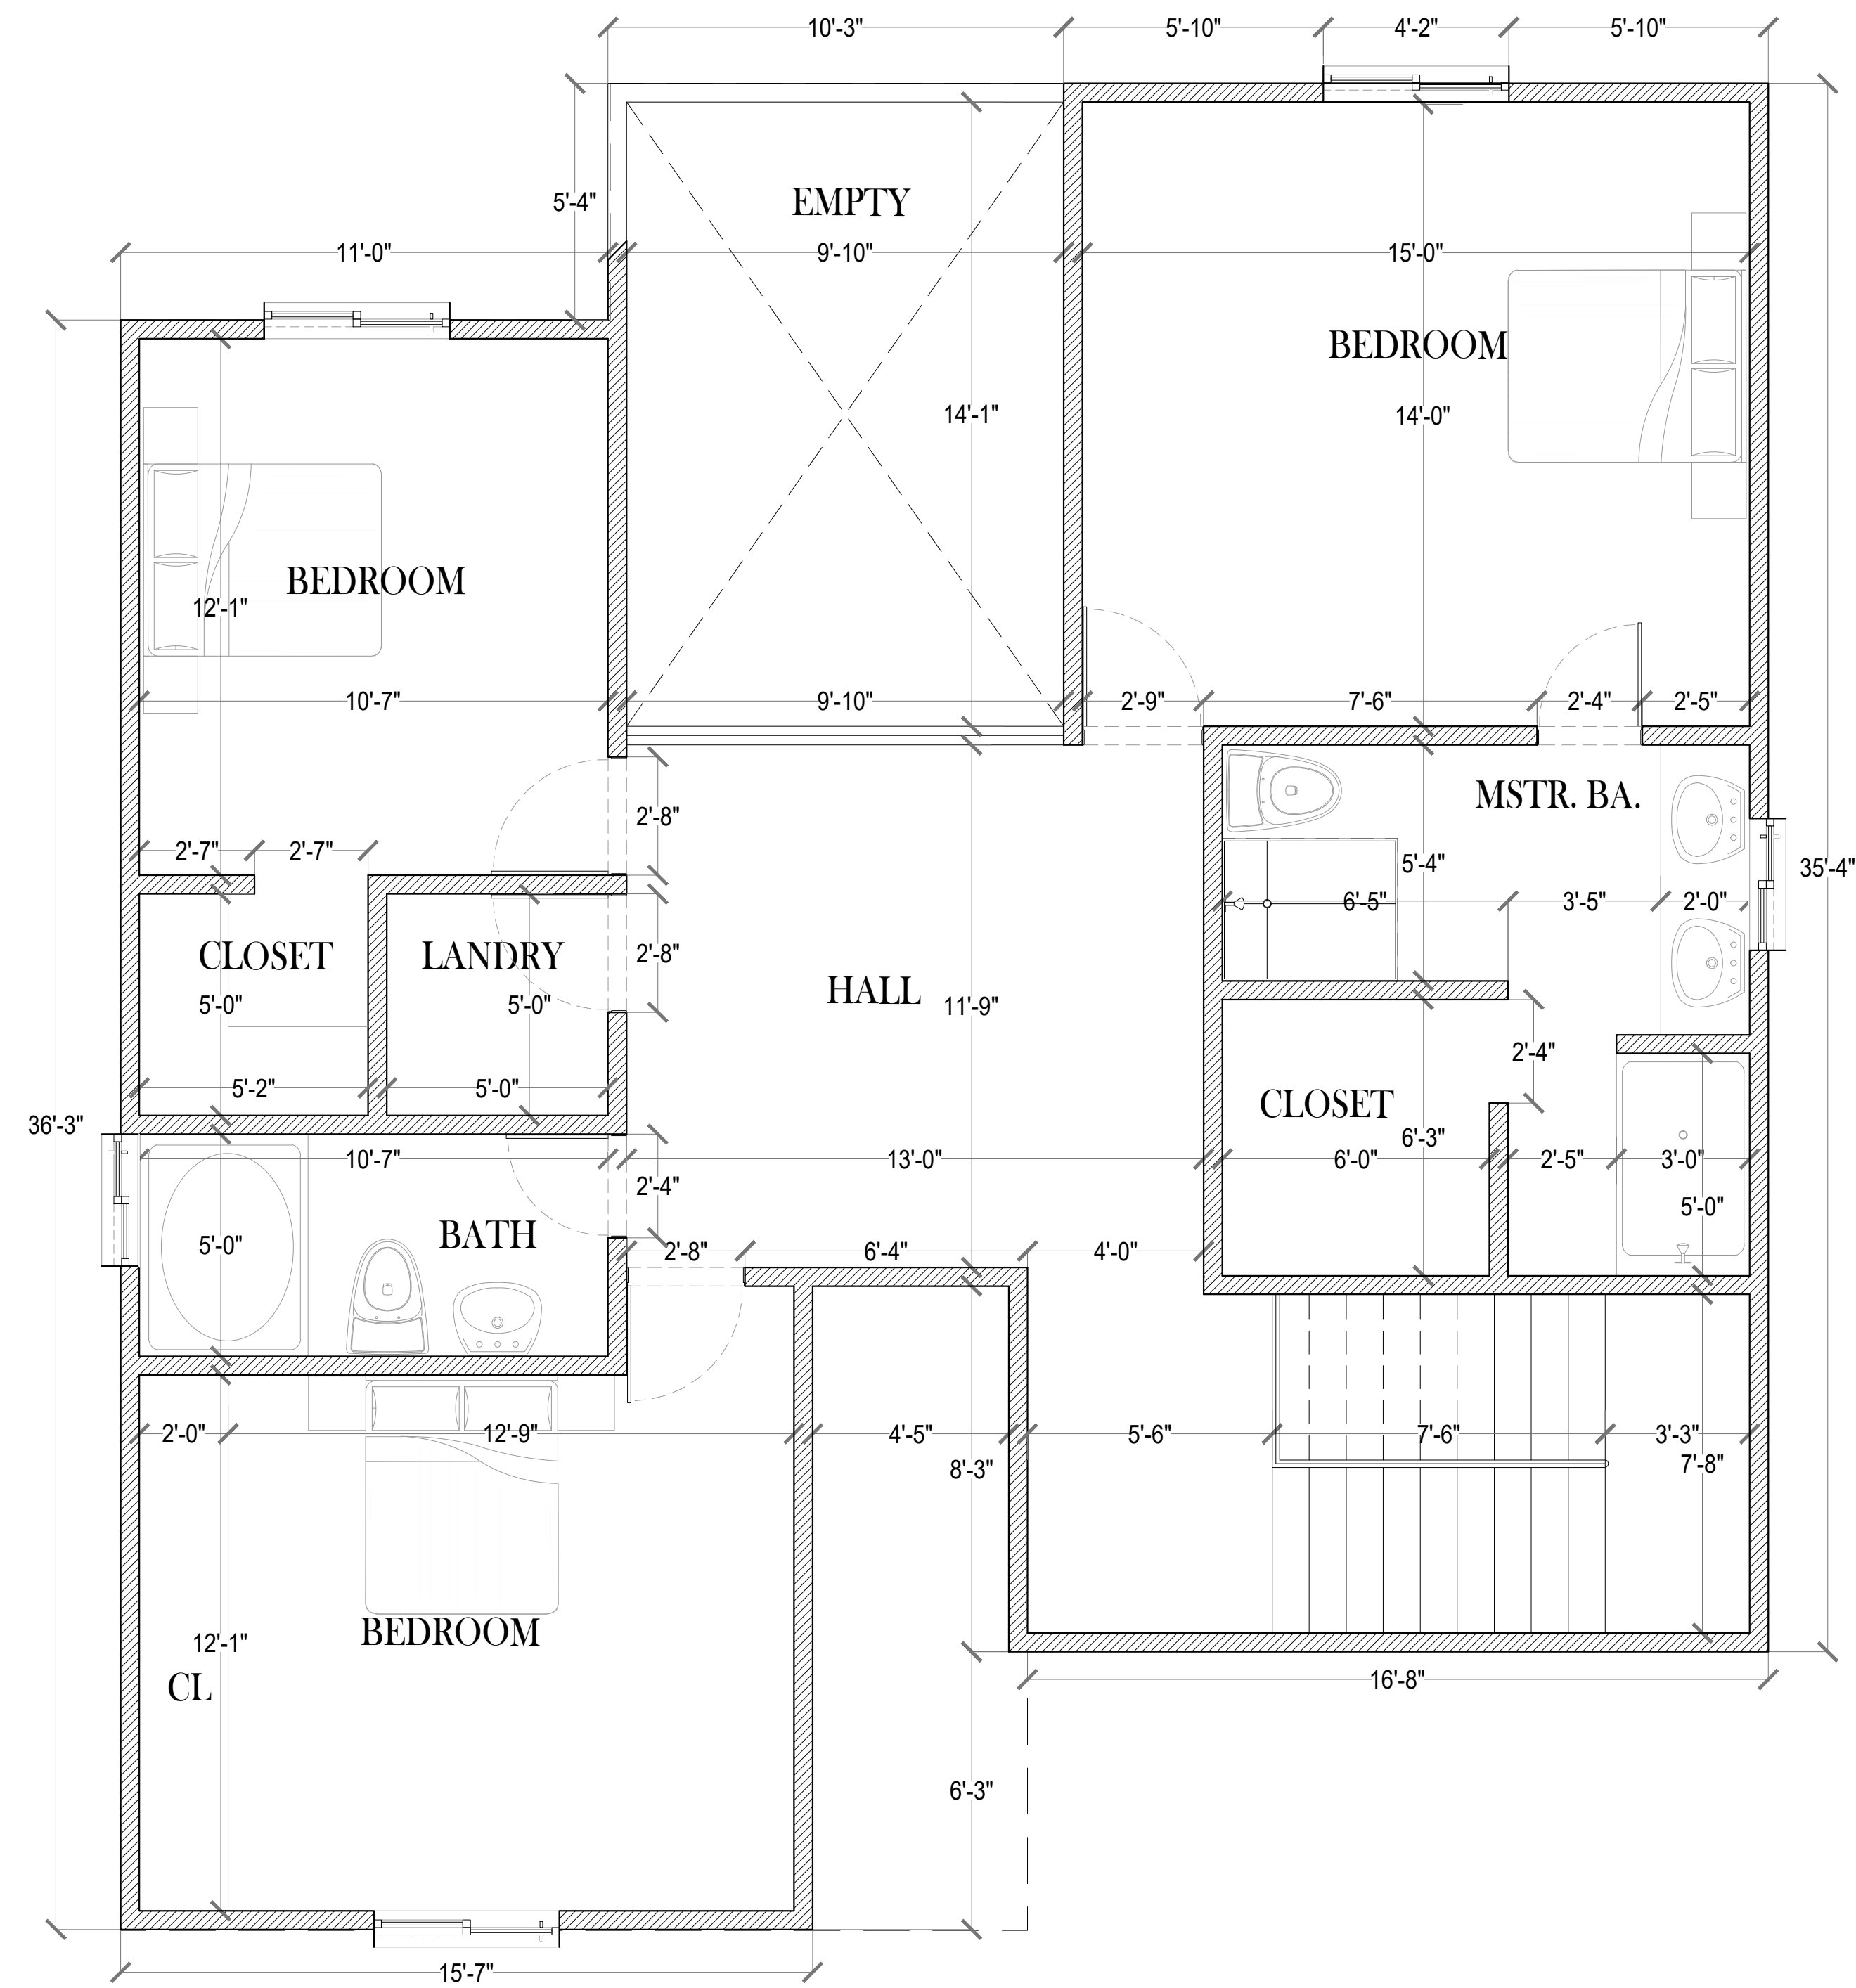 10'-3" 5'-10" 4'-2" 5'-10"
5'-4" EMPTY
11'-0" 9'-10" 15'-0"
BEDROOM
14'-1" 14'-0"
BEDROOM
12'-1"
10'-7" 9'-10" 2'-9" 7'-6" 2'-4" 2'-5"
MSTR. BA.
2'-8"
2'-7" 2'-7" 5'-4" 35'-4"
6'-5" 3'-5" 2'-0"
CLOSET LANDRY 2'-8"
HALL
5'-0" 5'-0" 11'-9"
2'-4"
5'-2" 5'-0" CLOSET
36'-3" 6'-3"
10'-7" 13'-0" 6'-0" 2'-5" 3'-0"
2'-4" 5'-0"
5'-0" BATH 2'-8" 6'-4" 4'-0"
2'-0" 12'-9" 4'-5" 5'-6" 7'-6" 3'-3"
8'-3" 7'-8"
BEDROOM
12'-1"
CL 16'-8"
6'-3"
15'-7"